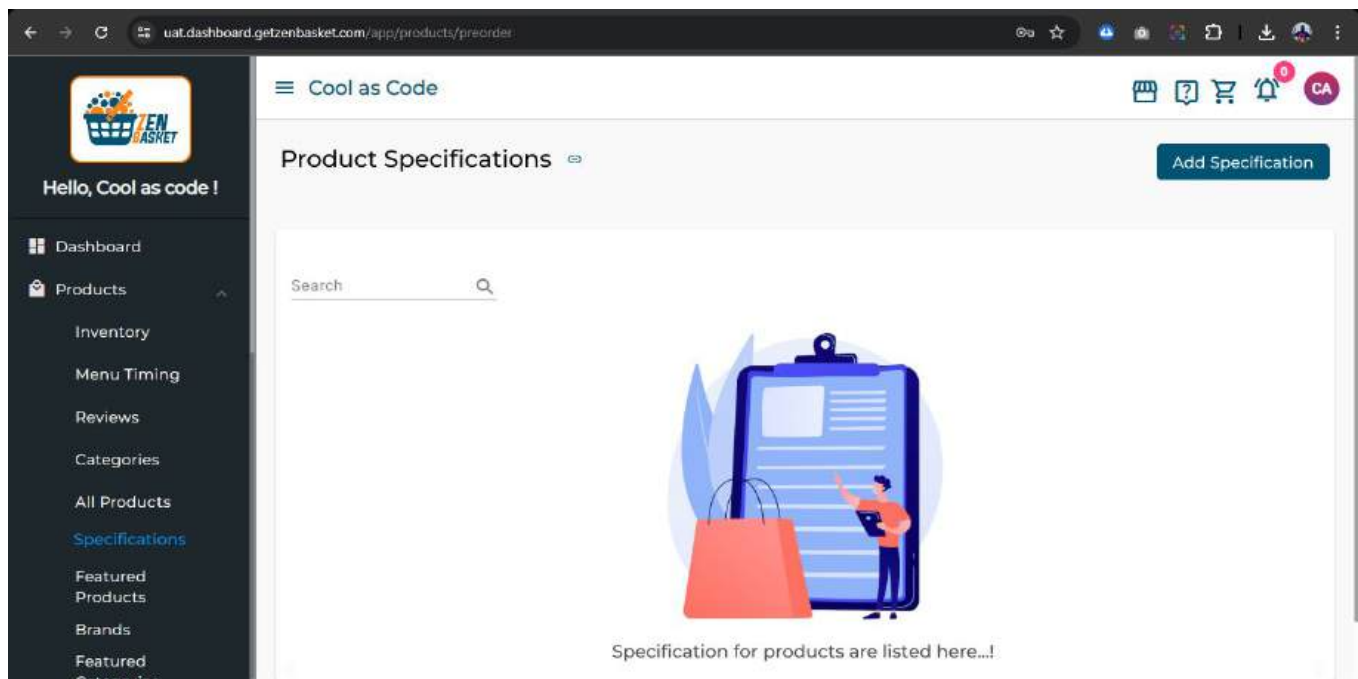 uat.dashboard.getzenbasket.com/app/products/preorder
ZEN
BASKET
Hello, Cool as code !
Dashboard
Products
Inventory
Menu Timing
Reviews
Categories
All Products
Specifications
Featured
Products
Brands
Featured
Cool as Code
0
CA
Product Specifications
Add Specification
Search
Specification for products are listed here...!